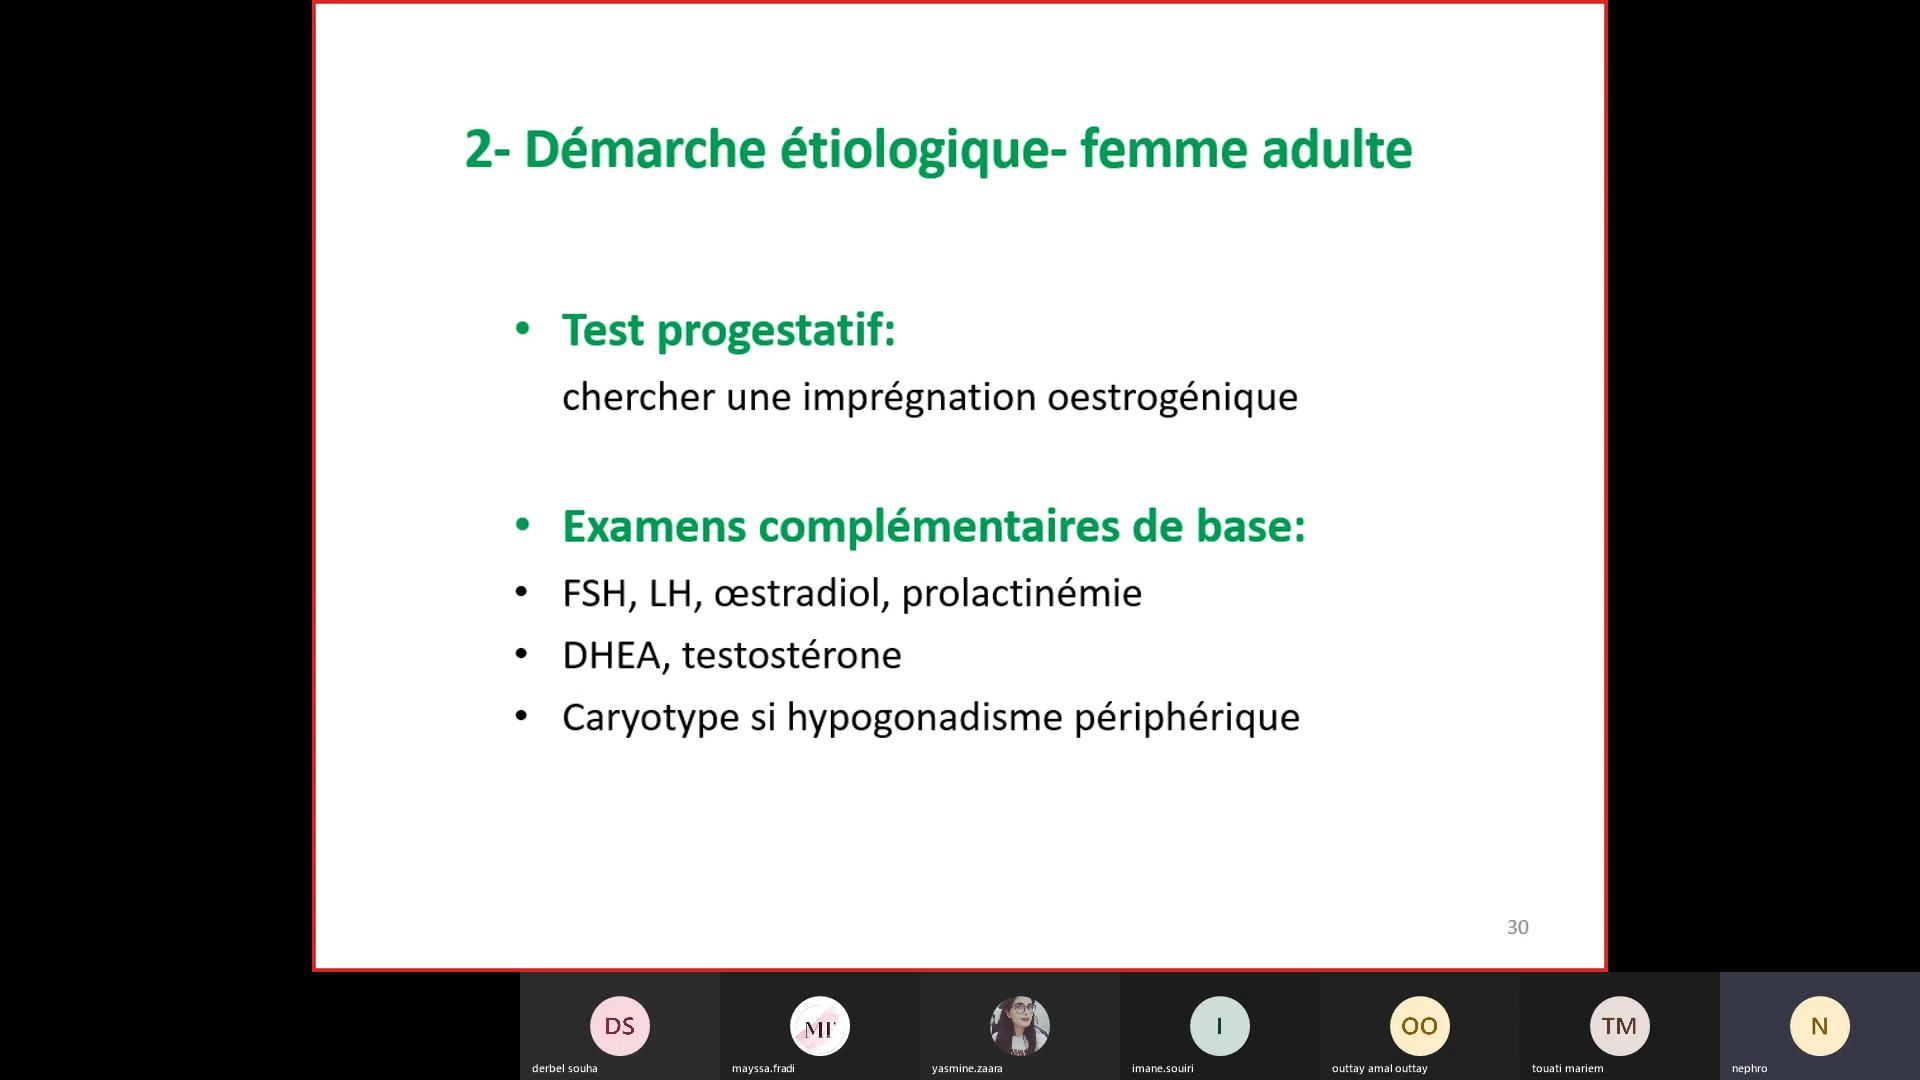 2- Démarche étiologique- femme adulte
• Test progestatif:
chercher une imprégnation oestrogénique
• Examens complémentaires de base:
• FSH, LH, œstradiol, prolactinémie
• DHEA, testostérone
• Caryotype si hypogonadisme périphérique
30
DS
MF
I
OO
TM
N
derbel souha
mayssa.fradi
yasmine.zaara
imane.souiri
outtay amal outtay
touati mariem
nephro